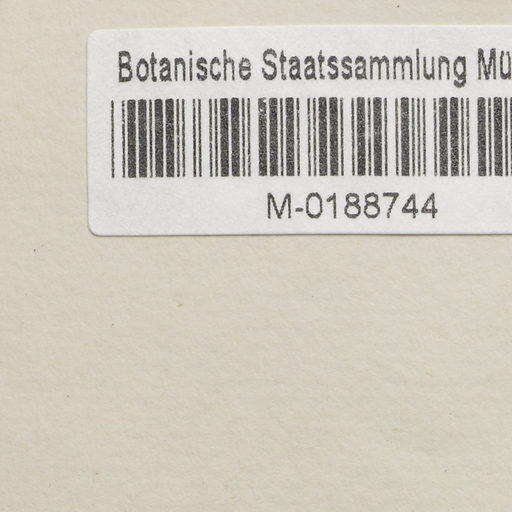 Botanische Staatssammlung Mü
M-0188744